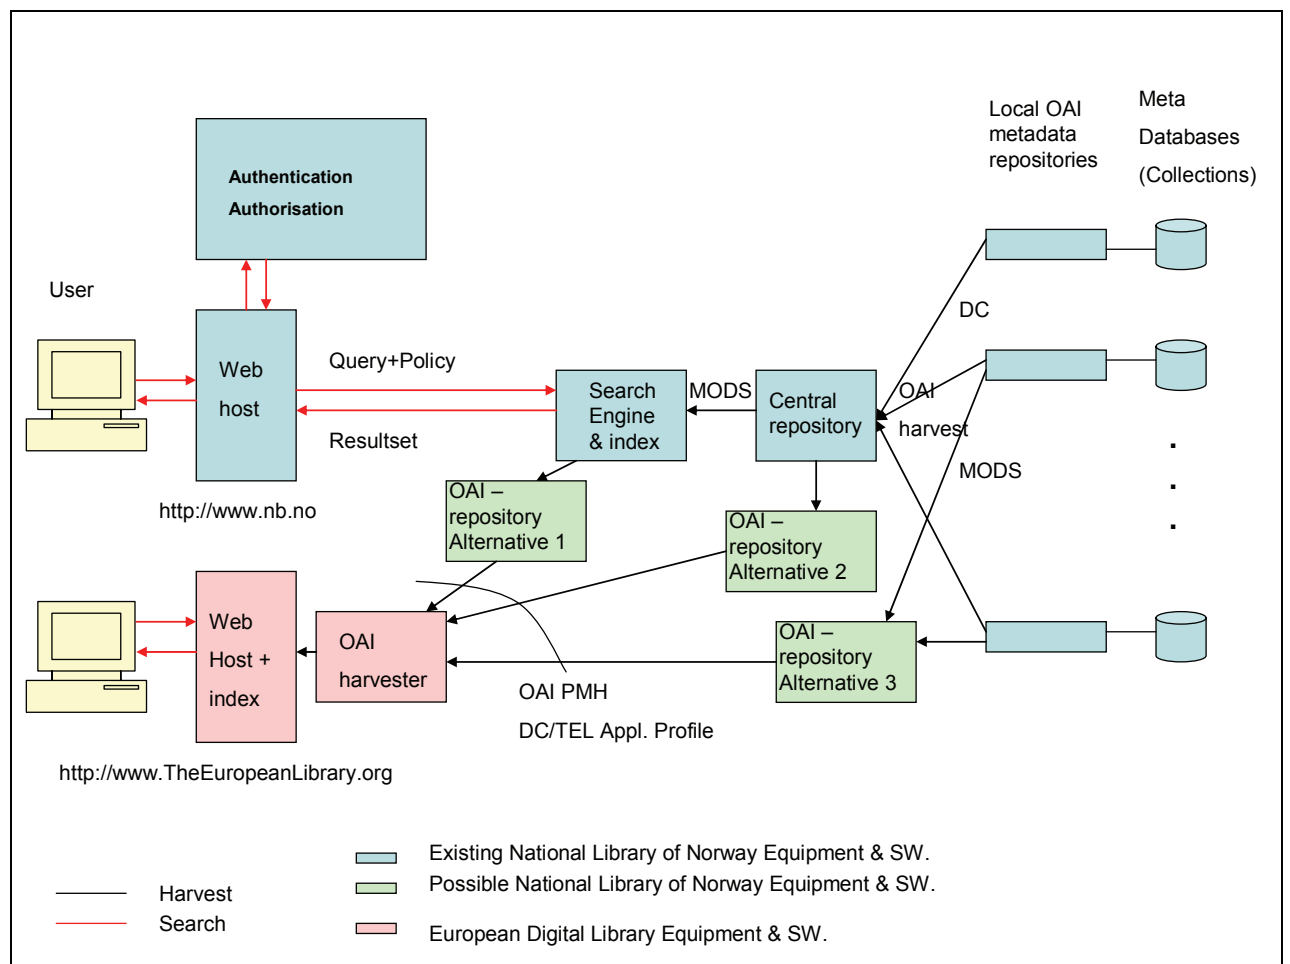 Local OAI
metadada
repositories
Meta
Databases
(Collections)
Authentication
Authorisation
User
DC
Web
host
Query+Policy
Resultset
Search
Engine
& index
MODS
Central
repository
OAI
harvest
MODS
.
.
.
http://www.nb.no
OAI –
repository
Alternative 1
OAI –
repository
Alternative 2
OAI –
repository
Alternative 3
Web
Host +
index
OAI
harvester
OAI PMH
DC/TEL Appl. Profile
http://www.TheEuropeanLibrary.org
Harvest
Search
Existing National Library of Norway Equipment & SW.
Possible National Library of Norway Equipment & SW.
European Digital Library Equipment & SW.